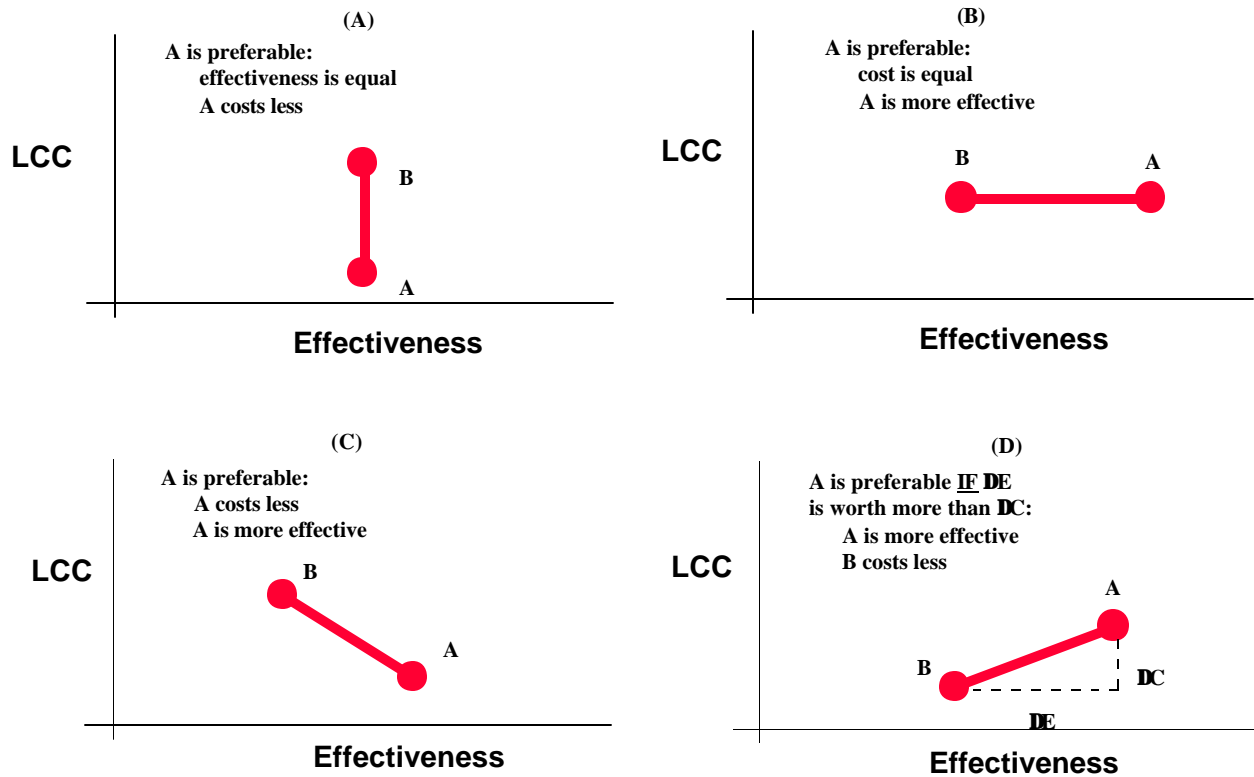 (A)
A is preferable:
effectiveness is equal
A costs less
LCC
B
A
Effectiveness
(B)
A is preferable:
cost is equal
A is more effective
LCC
B
A
Effectiveness
(C)
A is preferable:
A costs less
A is more effective
LCC
B
A
Effectiveness
(D)
A is preferable IF DE
is worth more than DC:
A is more effective
B costs less
LCC
A
B
DC
DE
Effectiveness